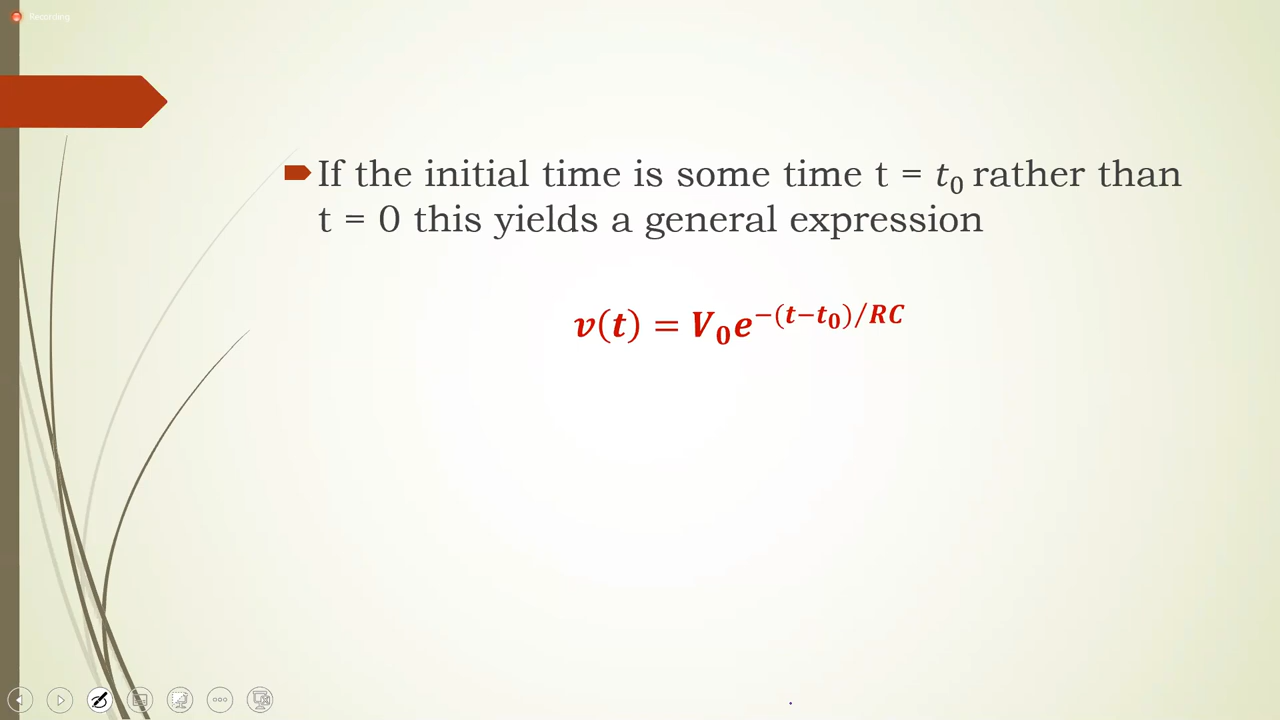 Recording
If the initial time is some time t = t₀ rather than
t = 0 this yields a general expression
v(t) = V₀e^{−(t−t₀)/RC}